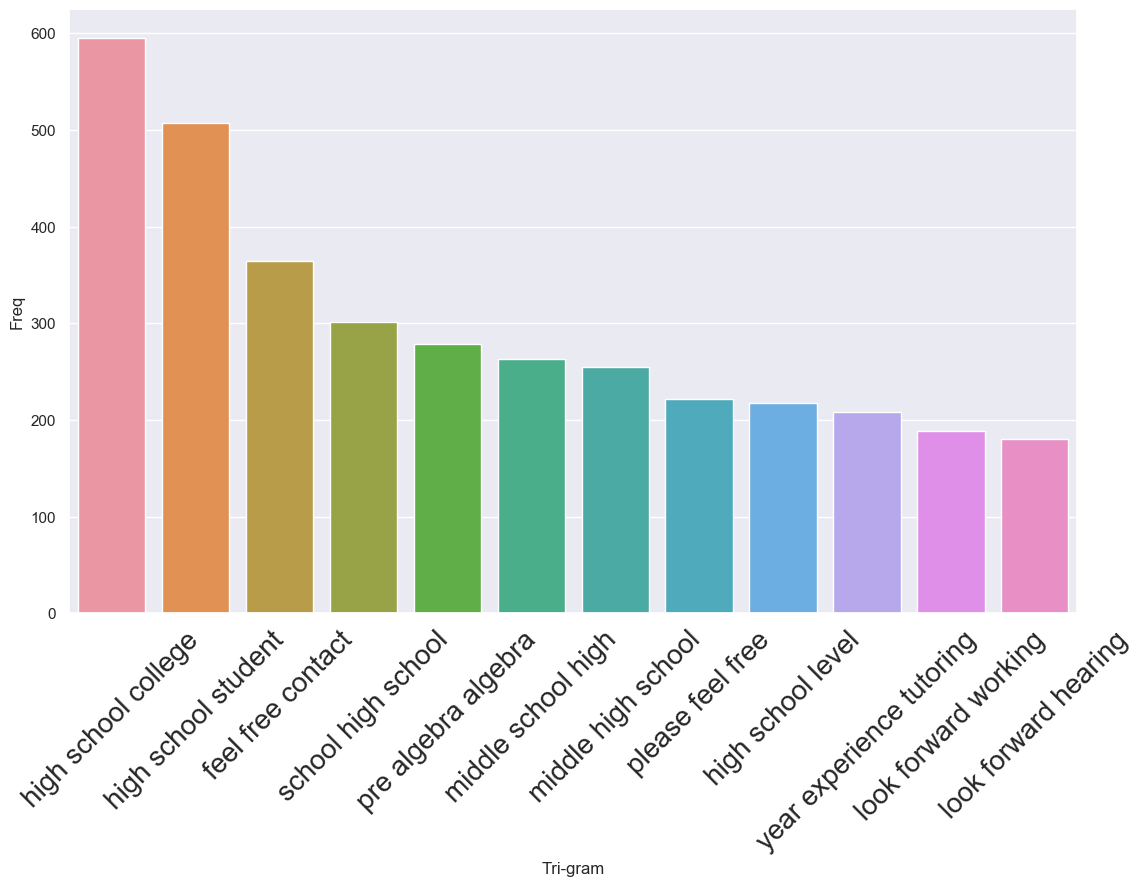 600
500
400
300
200
100
0
Freq
high school college
high school student
feel free contact
school high school
pre algebra algebra
middle school high
middle high school
please feel free
high school level
year experience tutoring
look forward working
look forward hearing
Tri-gram